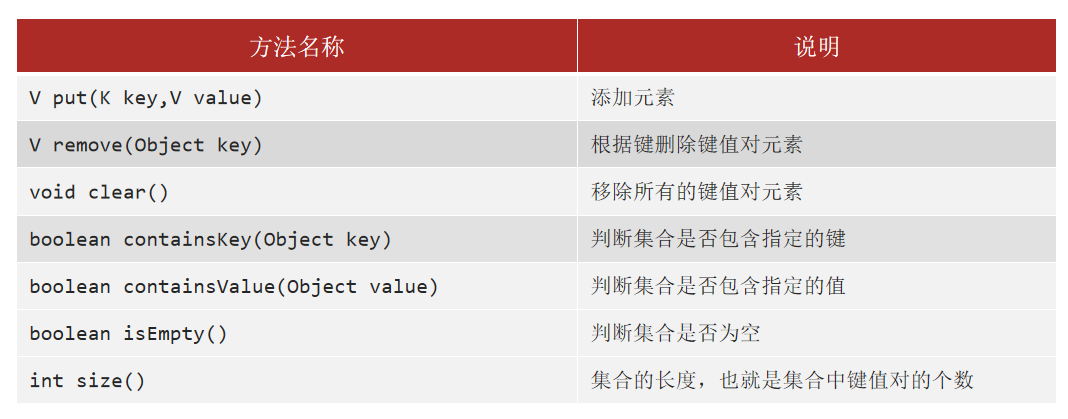 方法名称 说明
V put(K key,V value) 添加元素
V remove(Object key) 根据键删除键值对元素
void clear() 移除所有的键值对元素
boolean containsKey(Object key) 判断集合是否包含指定的键
boolean containsValue(Object value) 判断集合是否包含指定的值
boolean isEmpty() 判断集合是否为空
int size() 集合的长度，也就是集合中键值对的个数